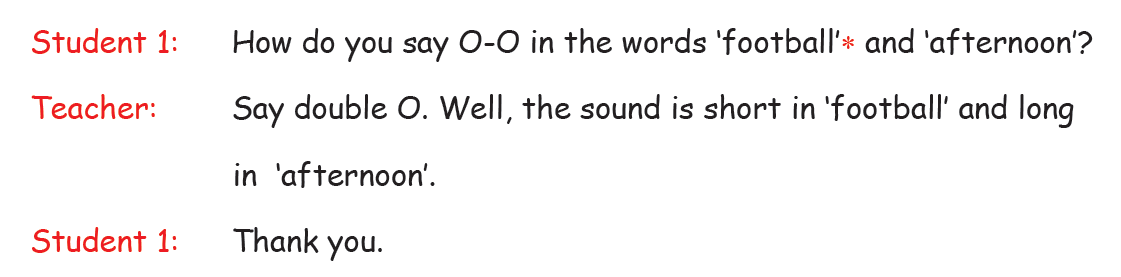 Student 1: How do you say O-O in the words ‘football’* and ‘afternoon’?
Teacher: Say double O. Well, the sound is short in ‘football’ and long
in ‘afternoon’.
Student 1: Thank you.